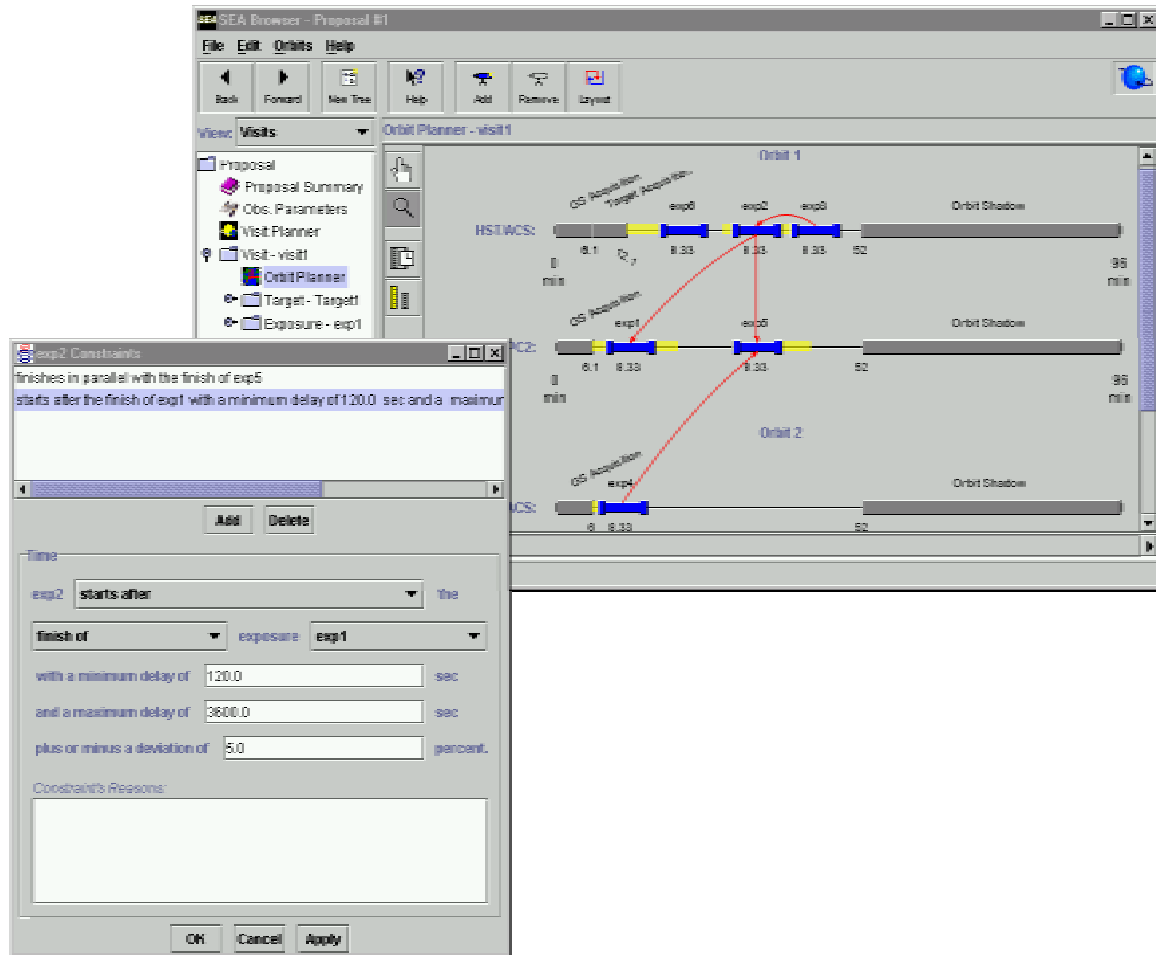 SEA Browser - Proposal #1
File Edit Orbits Help
Back Forward New Tree Help Add Remove Layout
View: Visits
Orbit Planner - visit1
Proposal
Proposal Summary
Obs. Parameters
Visit Planner
Visit - visit1
Orbit Planner
Target - Target1
Exposure - exp1
Orbit 1
GS Acquisition Target Acquisition
exp6 exp2 exp3 Orbit Shadow
HST/ACS:
6.1 8.33 8.33 8.33 52
0 min 96 min
GS Acquisition
exp1 exp5 Orbit Shadow
PC2:
6.1 8.33 8.33 52
0 min 96 min
Orbit 2
GS Acquisition
exp4 Orbit Shadow
ACS:
6 8.33 52
exp2 Constraints
finishes in parallel with the finish of exp5
starts after the finish of exp1 with a minimum delay of 120.0 sec and a maximum
Add Delete
Time
exp2 starts after the
finish of exposure exp1
with a minimum delay of 120.0 sec
and a maximum delay of 3600.0 sec
plus or minus a deviation of 5.0 percent.
Constraint's Reasons:
OK Cancel Apply